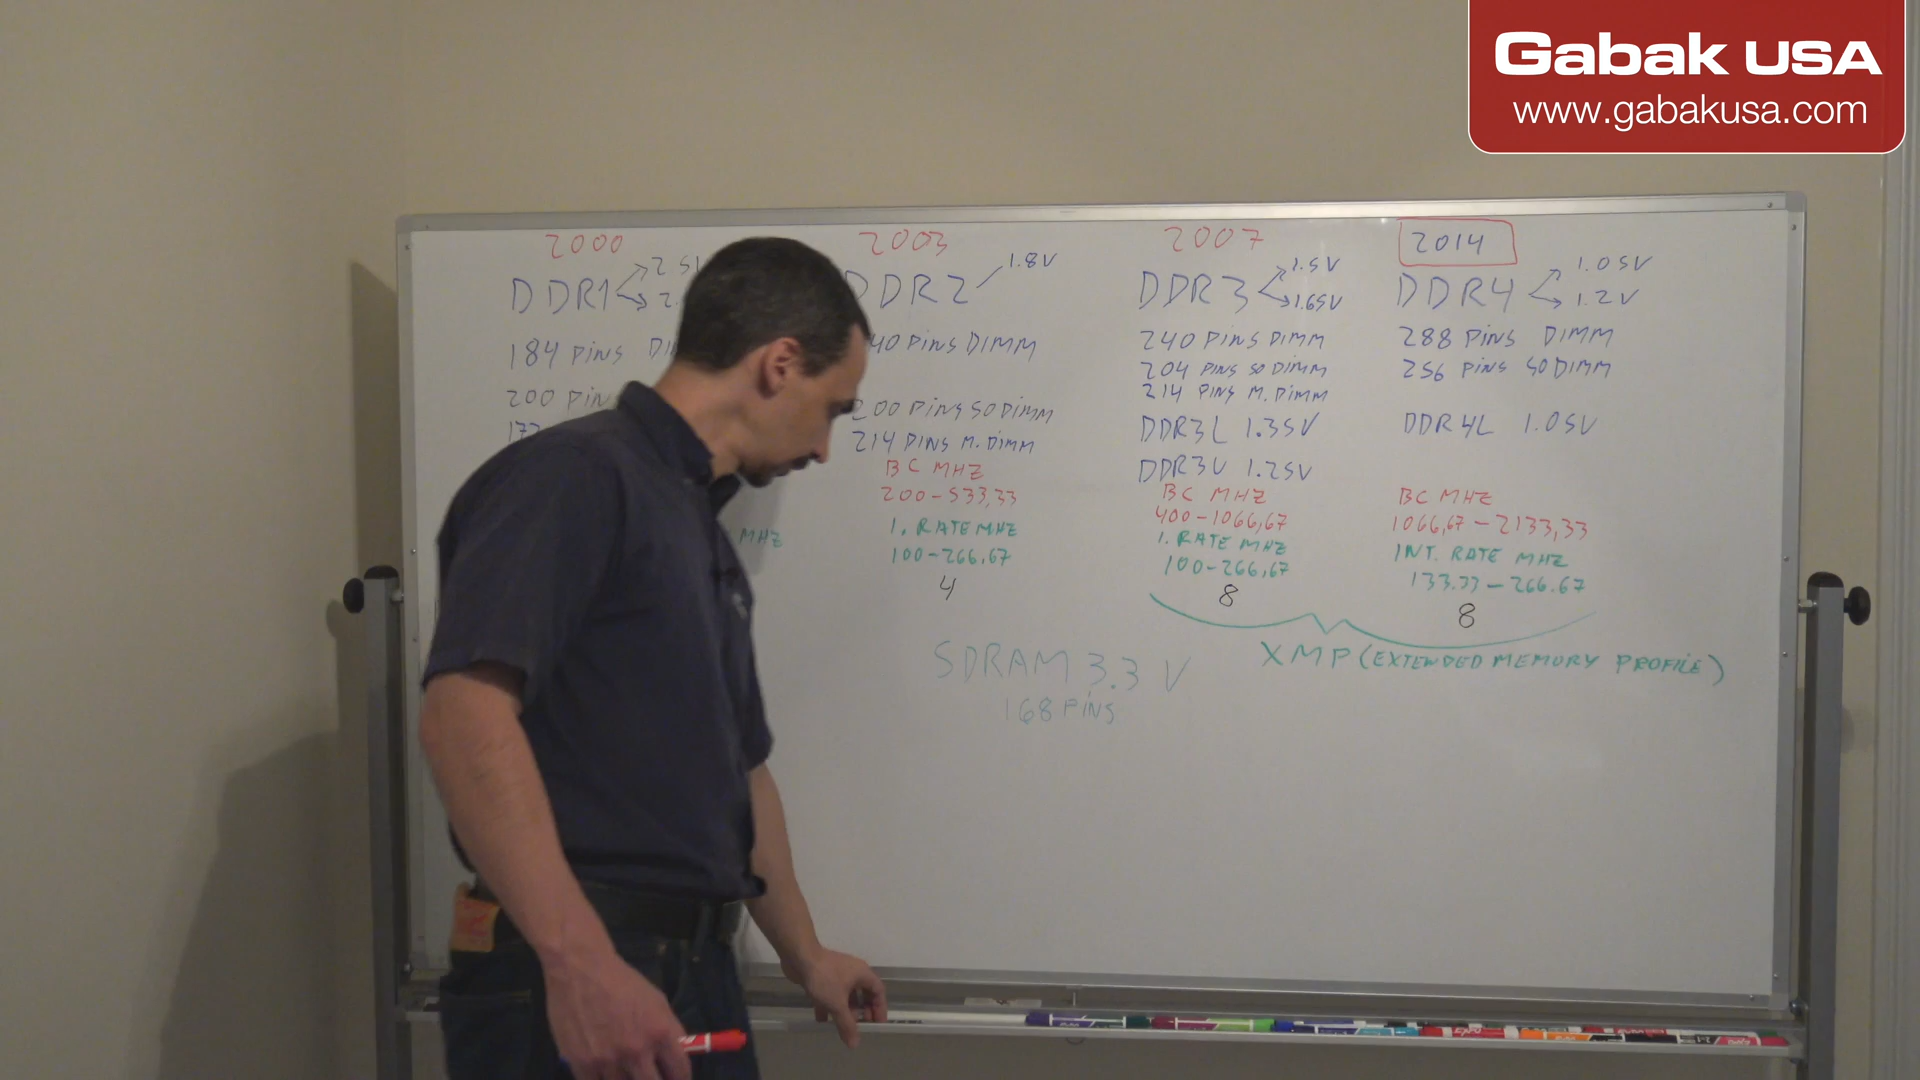 Gabak USA
www.gabakusa.com
2000
DDR1
184 PINS
200 PINS
MHZ
2003
DDR2 1.8V
40 PINS DIMM
200 PINS SO DIMM
214 PINS M. DIMM
BC MHZ
200-533,33
1. RATE MHZ
100-266,67
4
2007
DDR3 1.5V
1.65V
240 PINS DIMM
204 PINS SO DIMM
214 PINS M. DIMM
DDR3L 1.35V
DDR3U 1.25V
BC MHZ
400-1066,67
1. RATE MHZ
100-266,67
8
2014
DDR4 1.05V
1.2V
288 PINS DIMM
256 PINS SODIMM
DDR4L 1.05V
BC MHZ
1066,67-2133,33
INT. RATE MHZ
133.33-266.67
8
XMP (EXTENDED MEMORY PROFILE)
SDRAM 3.3 V
168 PINS